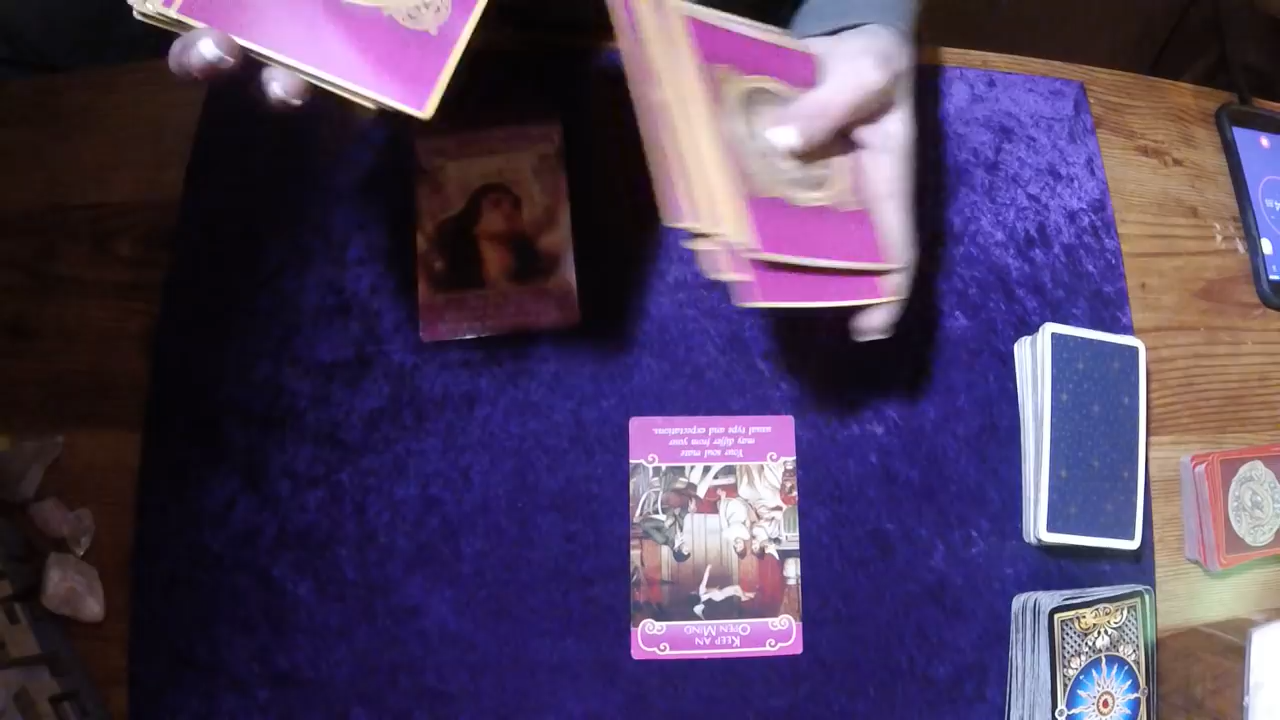 KEEP AN
OPEN MIND
Your soul mate
may differ from your
usual type and expectations.